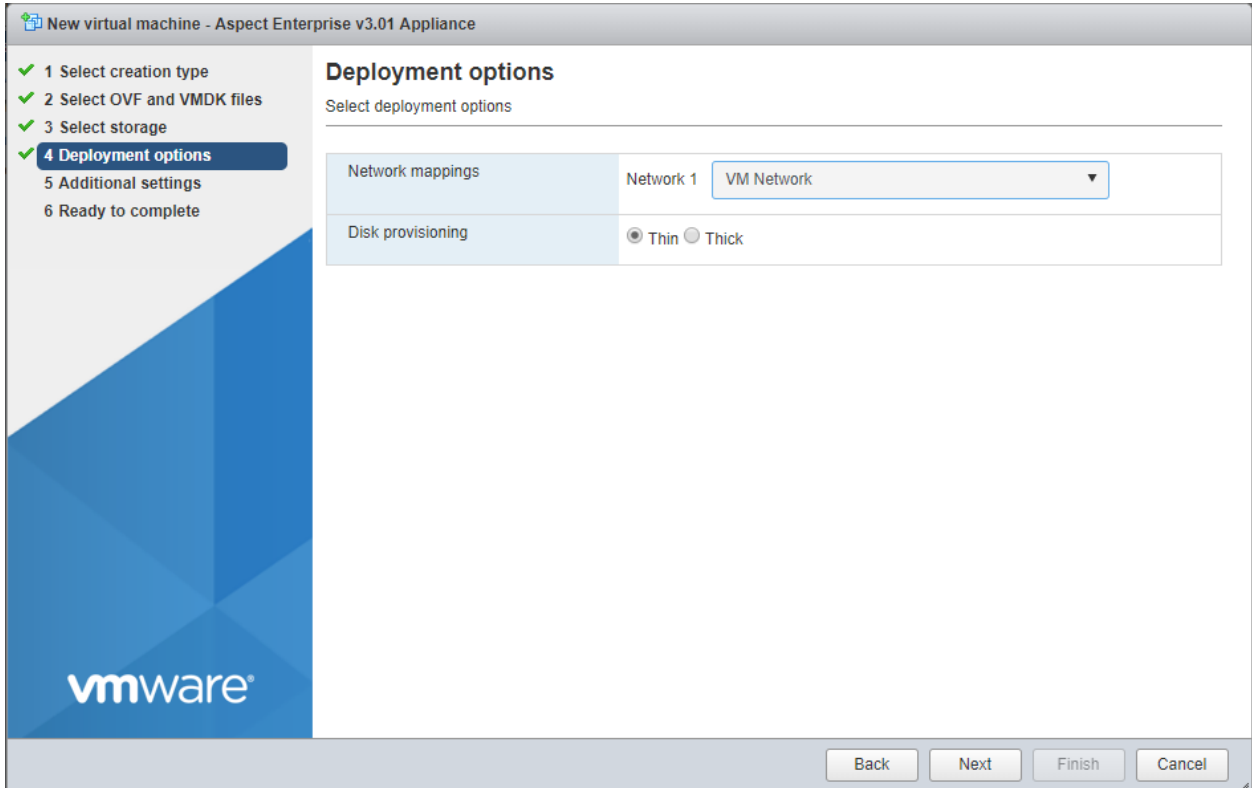 New virtual machine - Aspect Enterprise v3.01 Appliance
1 Select creation type
2 Select OVF and VMDK files
3 Select storage
4 Deployment options
5 Additional settings
6 Ready to complete
Deployment options
Select deployment options
Network mappings
Network 1 VM Network
Disk provisioning
Thin Thick
vmware®
Back Next Finish Cancel